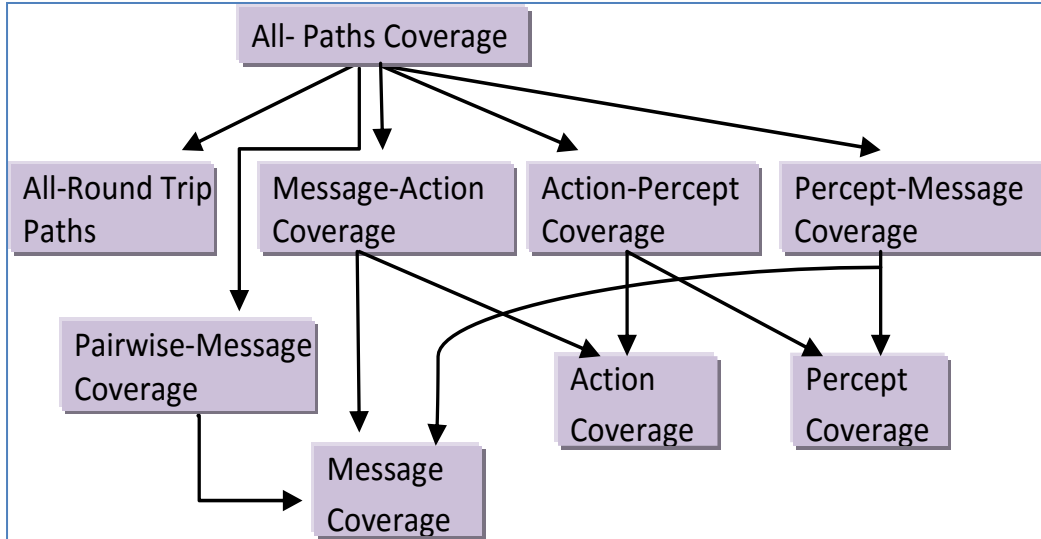 All- Paths Coverage
All-Round Trip
Paths
Message-Action
Coverage
Action-Percept
Coverage
Percept-Message
Coverage
Pairwise-Message
Coverage
Action
Coverage
Percept
Coverage
Message
Coverage